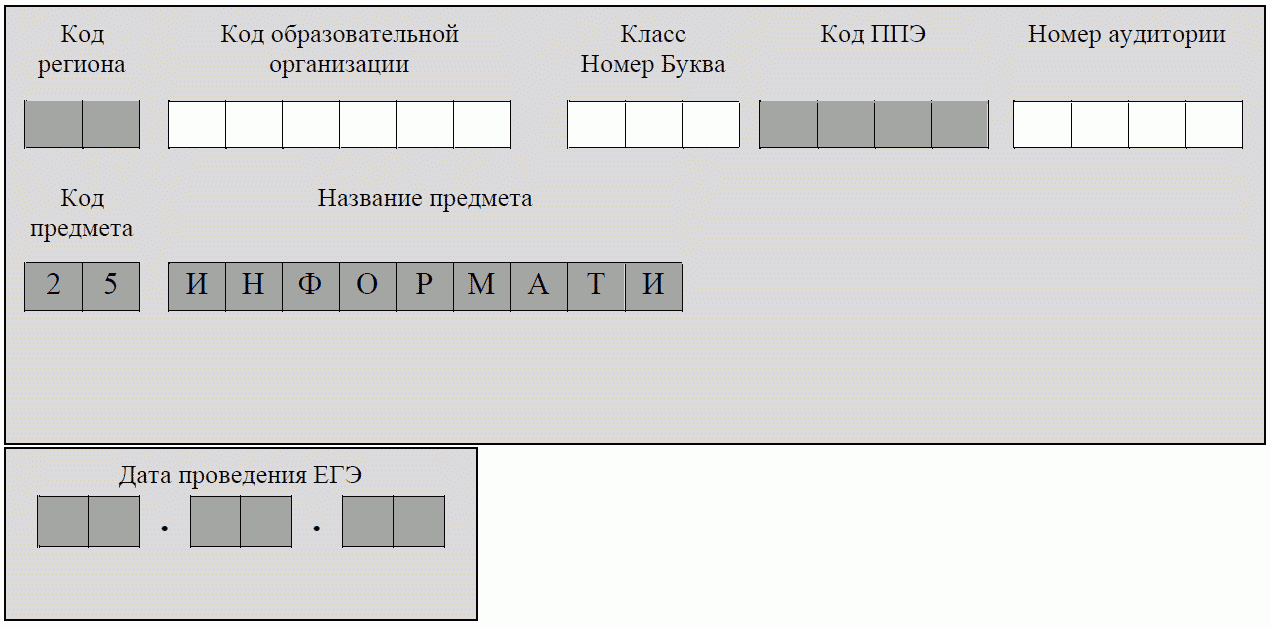 Код Код образовательной Класс Код ППЭ Номер аудитории
региона организации Номер Буква
Код Название предмета
предмета
2 5 И Н Ф О Р М А Т И
Дата проведения ЕГЭ
. .